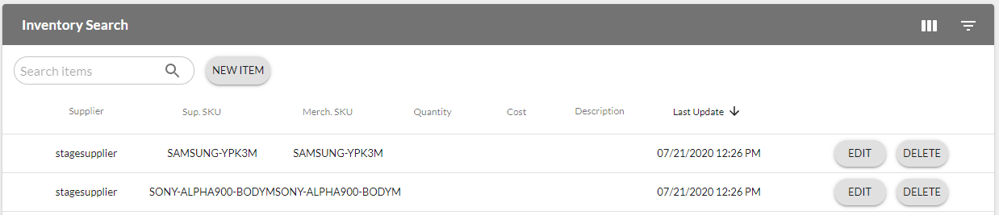 Inventory Search
Search items NEW ITEM
Supplier Sup. SKU Merch. SKU Quantity Cost Description Last Update
stagesupplier SAMSUNG-YPK3M SAMSUNG-YPK3M 07/21/2020 12:26 PM EDIT DELETE
stagesupplier SONY-ALPHA900-BODYMSONY-ALPHA900-BODYM 07/21/2020 12:26 PM EDIT DELETE